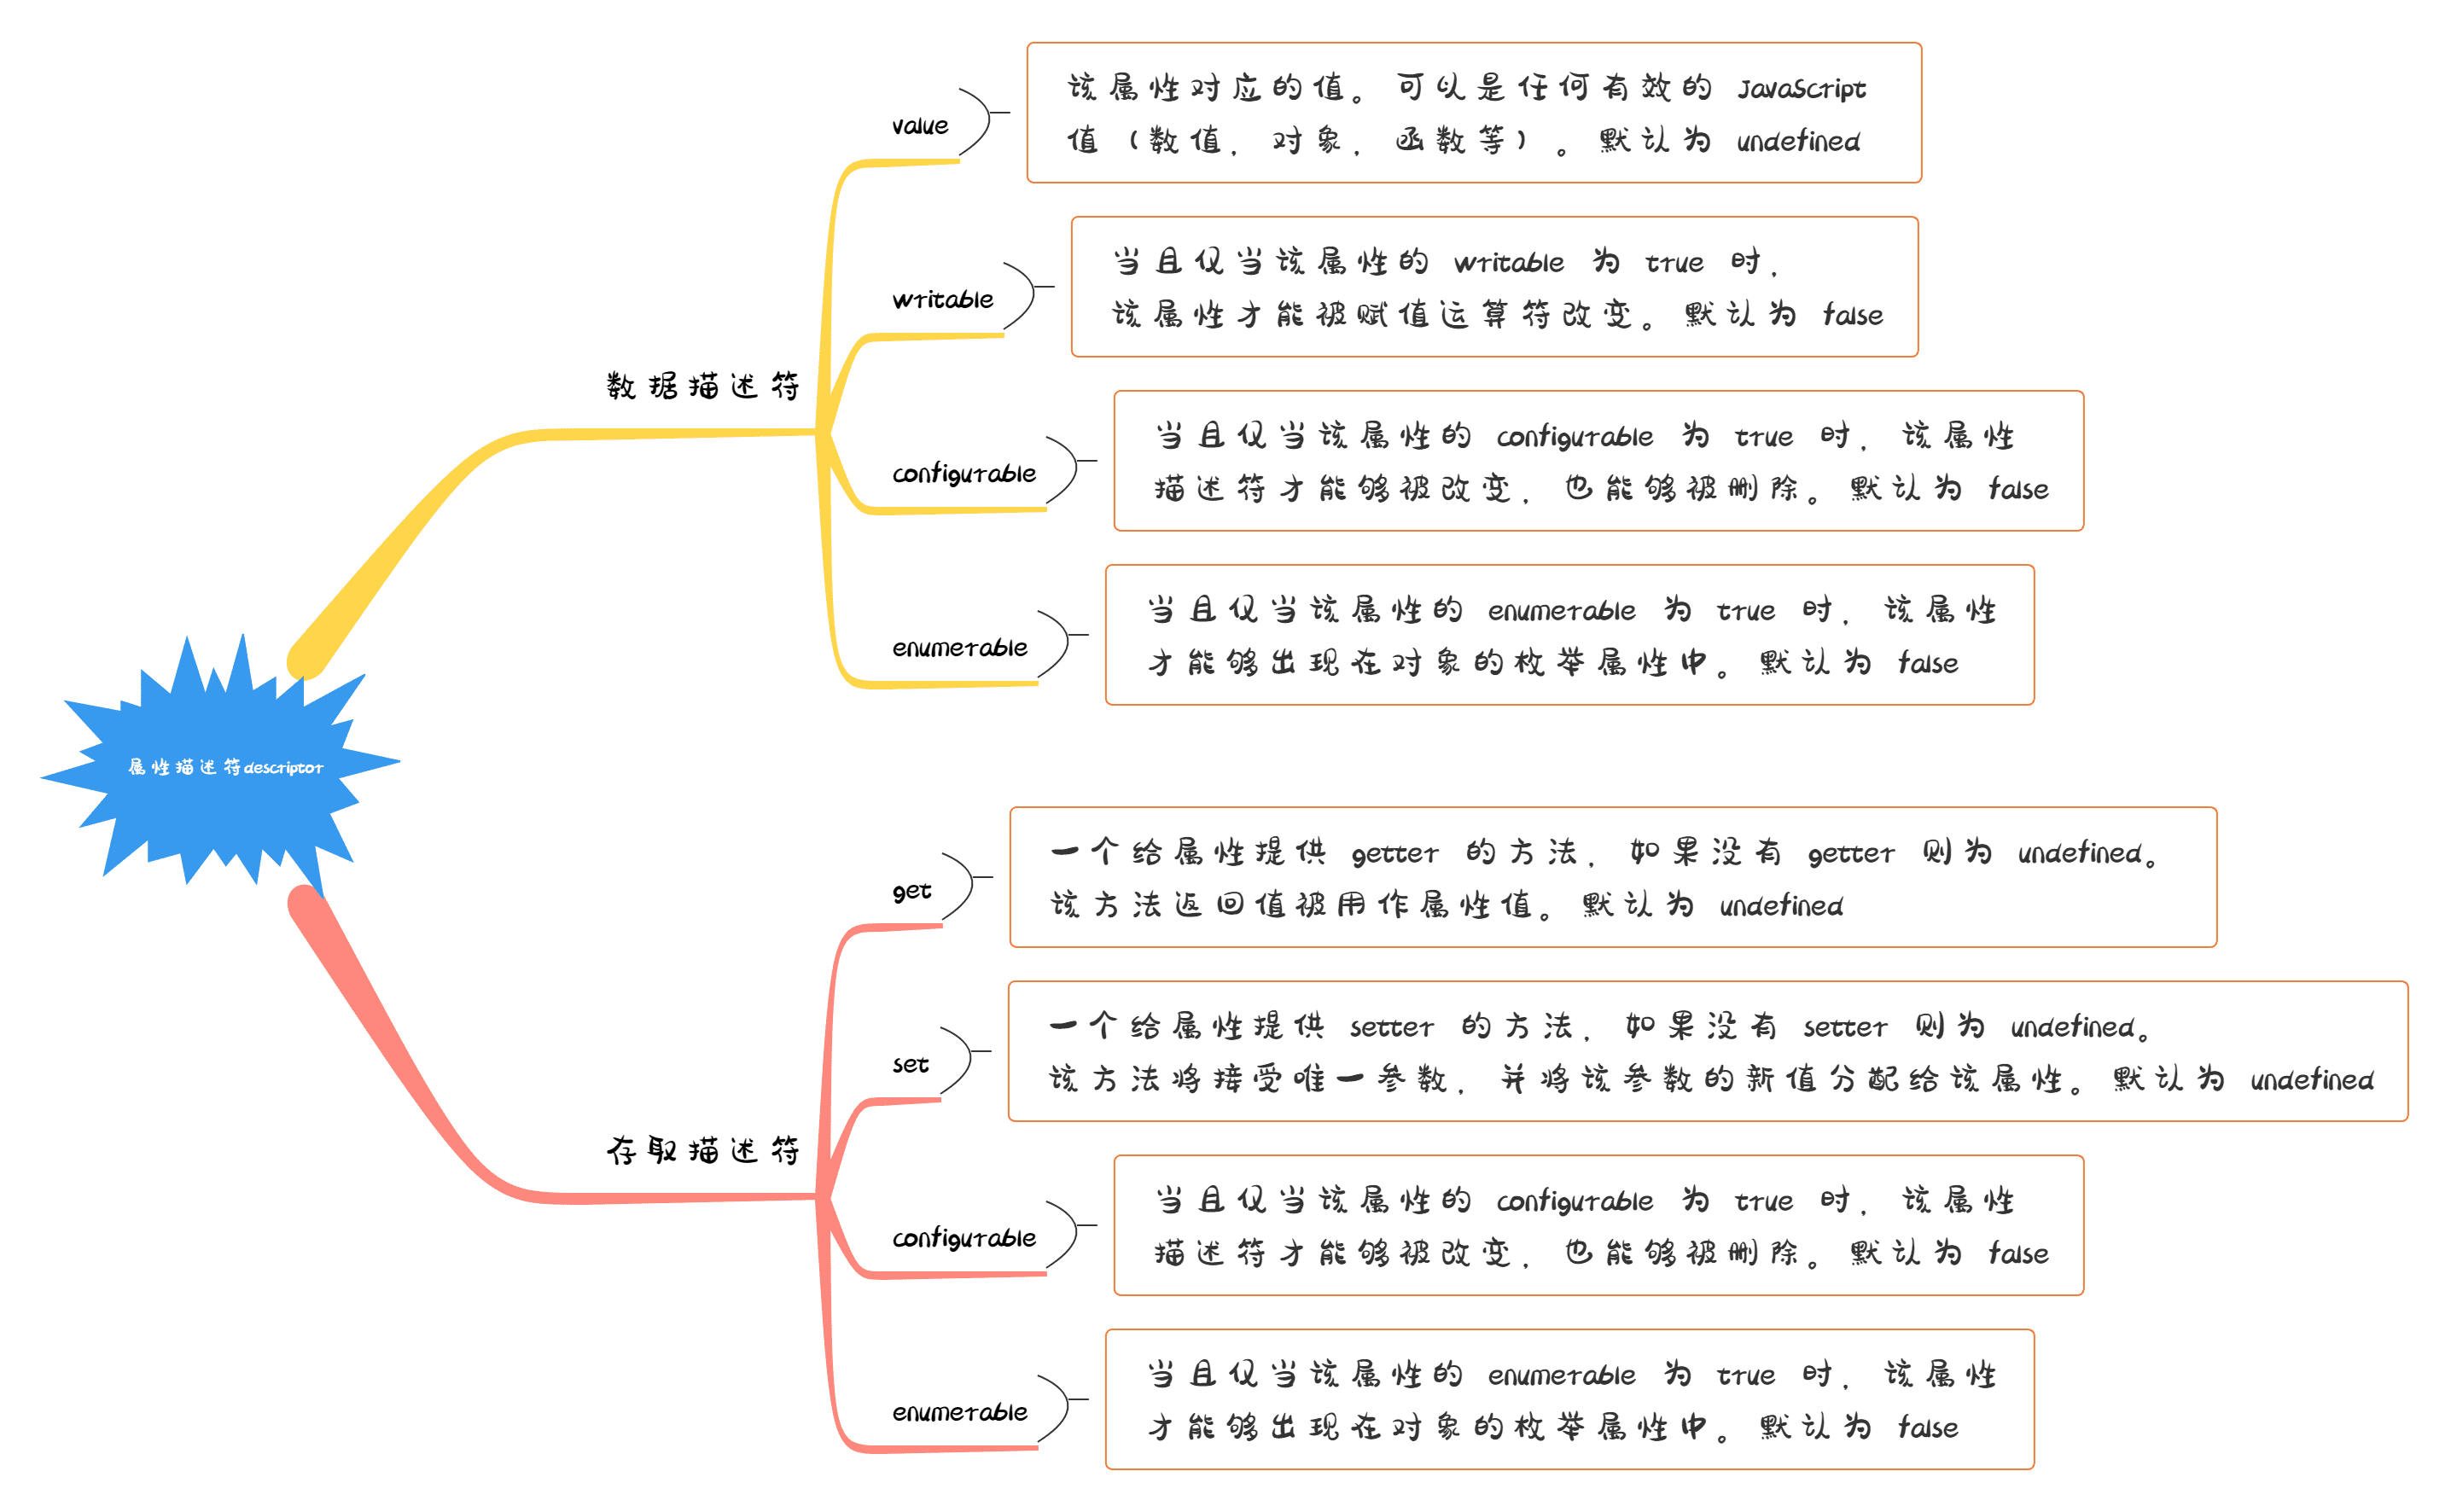 属性描述符descriptor
数据描述符
value
该属性对应的值。可以是任何有效的 JavaScript
值（数值，对象，函数等）。默认为 undefined
writable
当且仅当该属性的 writable 为 true 时，
该属性才能被赋值运算符改变。默认为 false
configurable
当且仅当该属性的 configurable 为 true 时，该属性
描述符才能够被改变，也能够被删除。默认为 false
enumerable
当且仅当该属性的 enumerable 为 true 时，该属性
才能够出现在对象的枚举属性中。默认为 false
存取描述符
get
一个给属性提供 getter 的方法，如果没有 getter 则为 undefined。
该方法返回值被用作属性值。默认为 undefined
set
一个给属性提供 setter 的方法，如果没有 setter 则为 undefined。
该方法将接受唯一参数，并将该参数的新值分配给该属性。默认为 undefined
configurable
当且仅当该属性的 configurable 为 true 时，该属性
描述符才能够被改变，也能够被删除。默认为 false
enumerable
当且仅当该属性的 enumerable 为 true 时，该属性
才能够出现在对象的枚举属性中。默认为 false